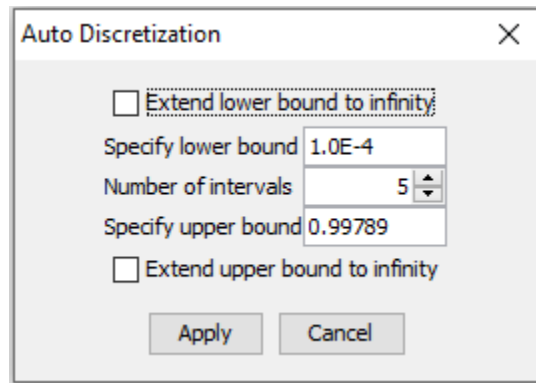 Auto Discretization
Extend lower bound to infinity
Specify lower bound 1.0E-4
Number of intervals 5
Specify upper bound 0.99789
Extend upper bound to infinity
Apply Cancel